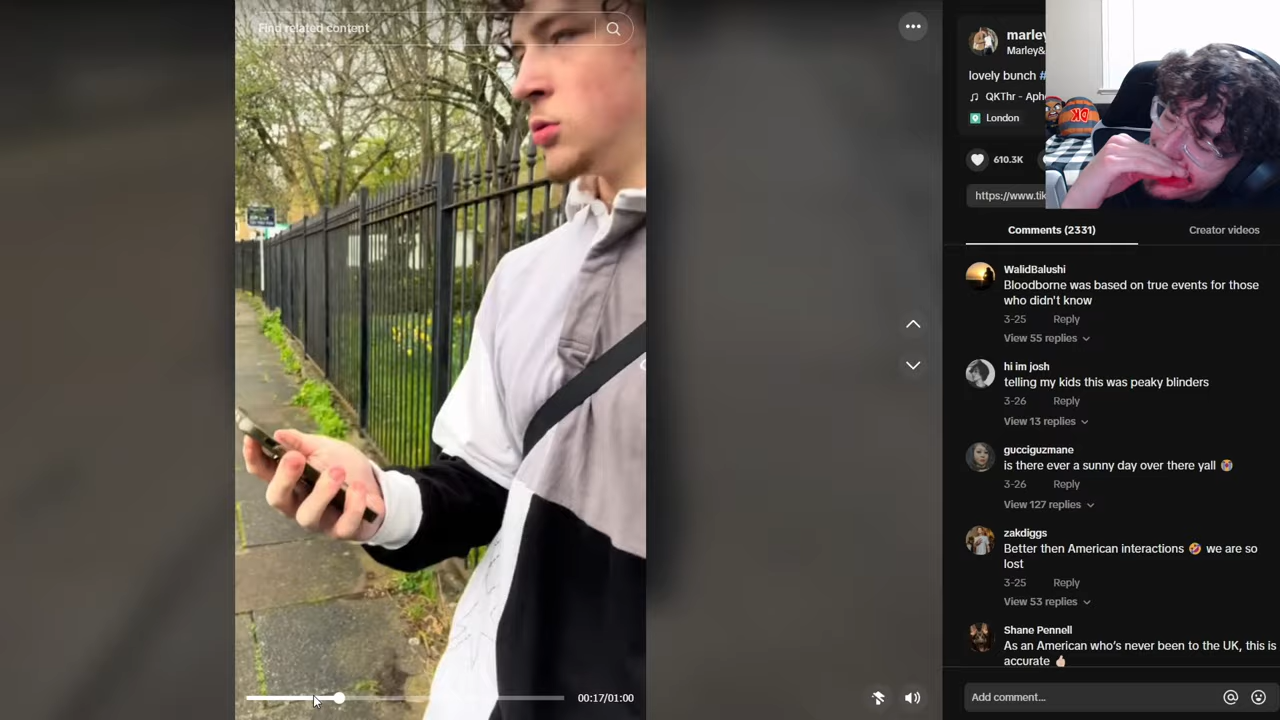 Find related content
marley
Marley&
lovely bunch #
QKThr - Aph
London
610.3K
https://www.tik
Comments (2331)
Creator videos
WalidBalushi
Bloodborne was based on true events for those
who didn't know
3-25
Reply
View 55 replies
hi im josh
telling my kids this was peaky blinders
3-26
Reply
View 13 replies
gucciguzmane
is there ever a sunny day over there yall 😭
3-26
Reply
View 127 replies
zakdiggs
Better then American interactions 🤣 we are so
lost
3-25
Reply
View 53 replies
Shane Pennell
As an American who's never been to the UK, this is
accurate 👍🏻
00:17/01:00
Add comment...
DK